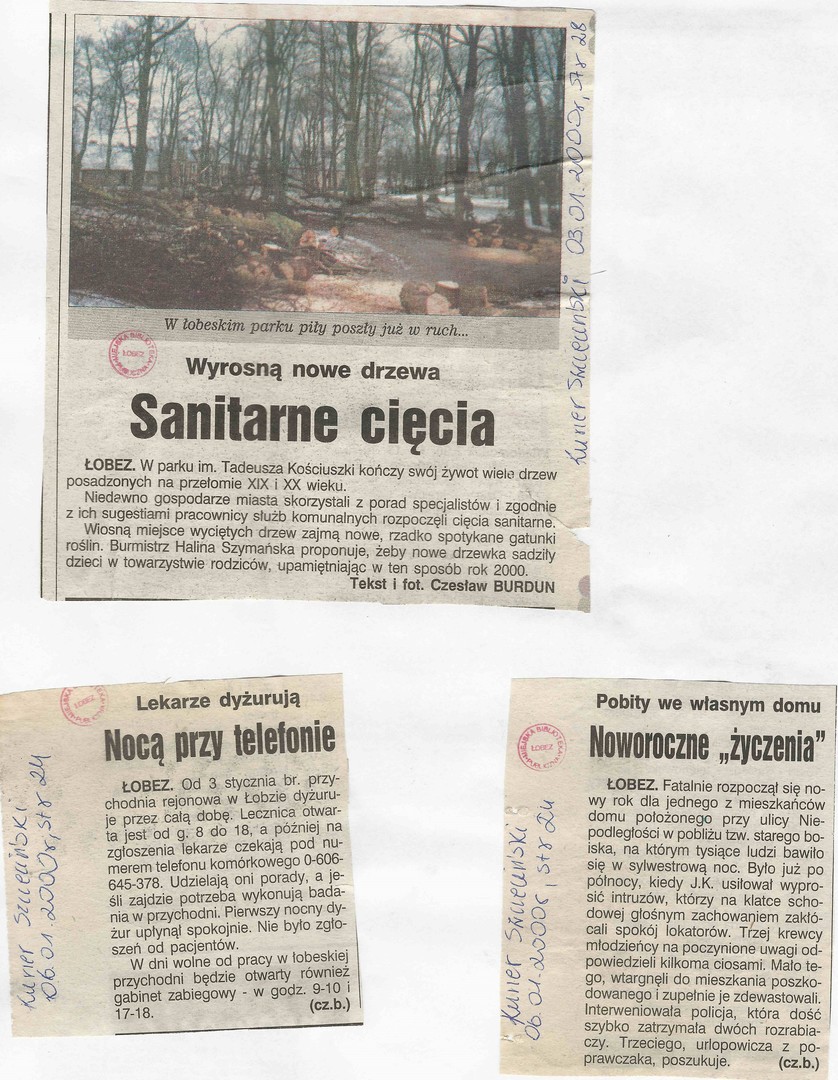 W łobeskim parku piły poszły już w ruch...
MIEJSKA BIBLIOTEKA PUBLICZNA ŁOBEZ
Wyrosną nowe drzewa
Sanitarne cięcia
ŁOBEZ. W parku im. Tadeusza Kościuszki kończy swój żywot wiele drzew
posadzonych na przełomie XIX i XX wieku.
Niedawno gospodarze miasta skorzystali z porad specjalistów i zgodnie
z ich sugestiami pracownicy służb komunalnych rozpoczęli cięcia sanitarne.
Wiosną miejsce wyciętych drzew zajmą nowe, rzadko spotykane gatunki
roślin. Burmistrz Halina Szymańska proponuje, żeby nowe drzewka sadziły
dzieci w towarzystwie rodziców, upamiętniając w ten sposób rok 2000.
Tekst i fot. Czesław BURDUN
Kurier Szczeciński 03.01.2000r, str 28
Lekarze dyżurują
Nocą przy telefonie
ŁOBEZ. Od 3 stycznia br. przy-
chodnia rejonowa w Łobzie dyżuru-
je przez całą dobę. Lecznica otwar-
ta jest od g. 8 do 18, a później na
zgłoszenia lekarze czekają pod nu-
merem telefonu komórkowego 0-606-
645-378. Udzielają oni porady, a je-
śli zajdzie potrzeba wykonują bada-
nia w przychodni. Pierwszy nocny dy-
żur upłynął spokojnie. Nie było zgło-
szeń od pacjentów.
W dni wolne od pracy w łobeskiej
przychodni będzie otwarty również
gabinet zabiegowy - w godz. 9-10 i
17-18. (cz.b.)
Kurier Szczeciński
06.01.2000r, str 24
Pobity we własnym domu
MIEJSKA BIBLIOTEKA PUBLICZNA ŁOBEZ
Noworoczne „życzenia”
ŁOBEZ. Fatalnie rozpoczął się no-
wy rok dla jednego z mieszkańców
domu położonego przy ulicy Nie-
podległości w pobliżu tzw. starego bo-
iska, na którym tysiące ludzi bawiło
się w sylwestrową noc. Było już po
północy, kiedy J.K. usiłował wypro-
sić intruzów, którzy na klatce scho-
dowej głośnym zachowaniem zakłó-
cali spokój lokatorów. Trzej krewcy
młodzieńcy na poczynione uwagi od-
powiedzieli kilkoma ciosami. Mało te-
go, wtargnęli do mieszkania poszko-
dowanego i zupełnie je zdewastowali.
Interweniowała policja, która dość
szybko zatrzymała dwóch rozrabia-
czy. Trzeciego, urlopowicza z po-
prawczaka, poszukuje. (cz.b.)
Kurier Szczeciński
06.01.2000r, str 24